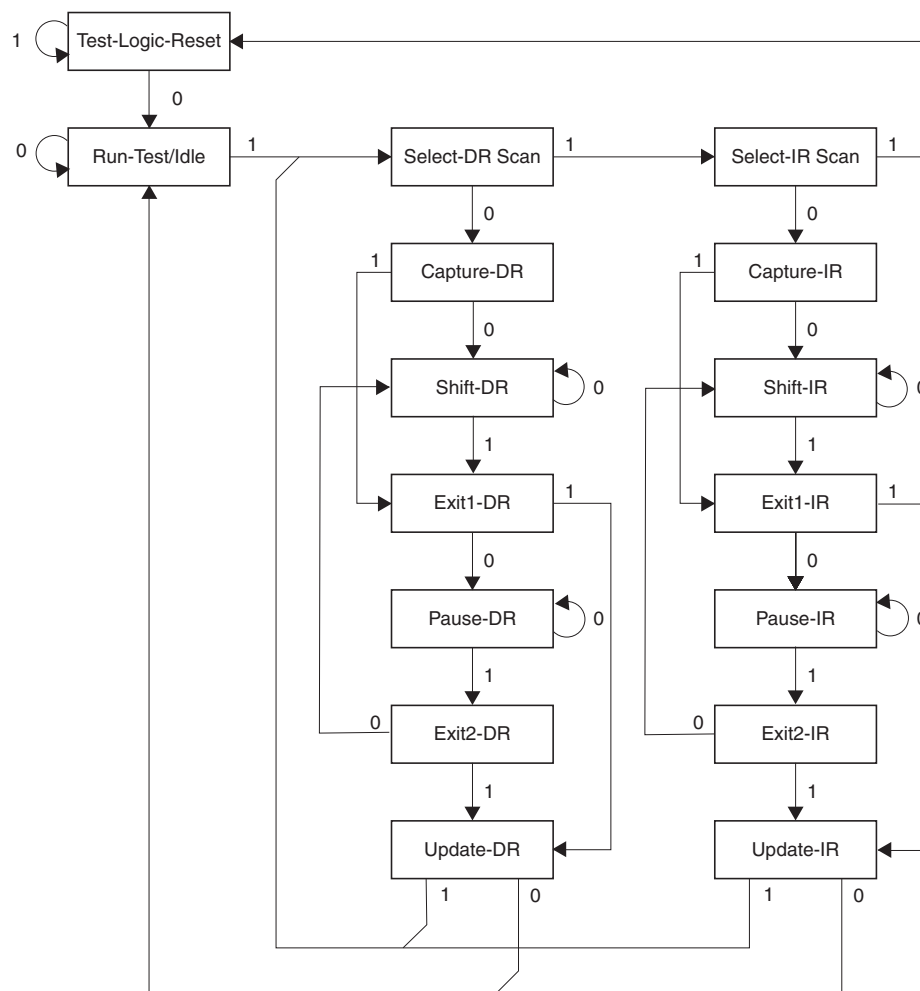 1 Test-Logic-Reset
0
0 Run-Test/Idle 1 Select-DR Scan 1 Select-IR Scan 1
0 0
1 Capture-DR 1 Capture-IR
0 0
Shift-DR 0 Shift-IR 0
1 1
Exit1-DR 1 Exit1-IR 1
0 0
Pause-DR 0 Pause-IR 0
1 1
0 Exit2-DR 0 Exit2-IR
1 1
Update-DR Update-IR
1 0 1 0